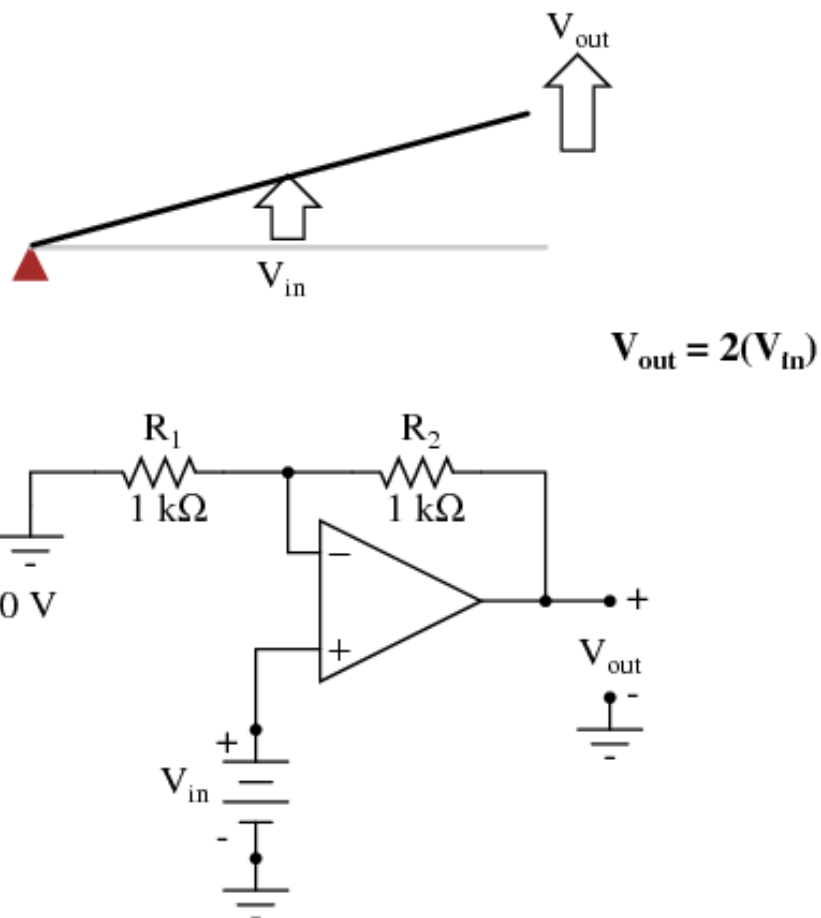 Vout
Vin
Vout = 2(Vin)
R1
R2
1 kΩ
1 kΩ
−
0 V
+
+
Vout
-
+
Vin
-